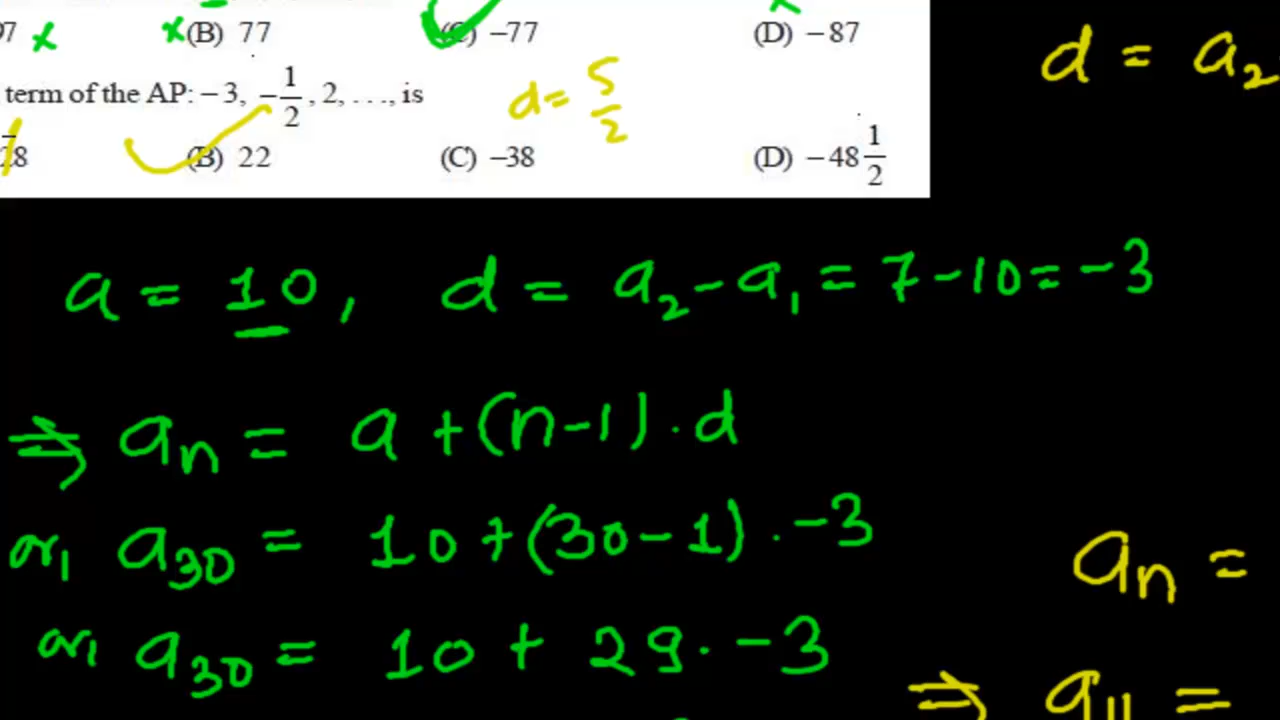 97 x x (B) 77 (C) –77 (D) –87
d = a₂
term of the AP: –3, –1/2, 2, ..., is d = 5/2
28 (B) 22 (C) –38 (D) –48 1/2
a = 10, d = a₂ – a₁ = 7 – 10 = –3
⇒ aₙ = a + (n – 1) . d
or, a₃₀ = 10 + (30 – 1) . –3
aₙ =
or, a₃₀ = 10 + 29 . –3
⇒ a₁₁ =